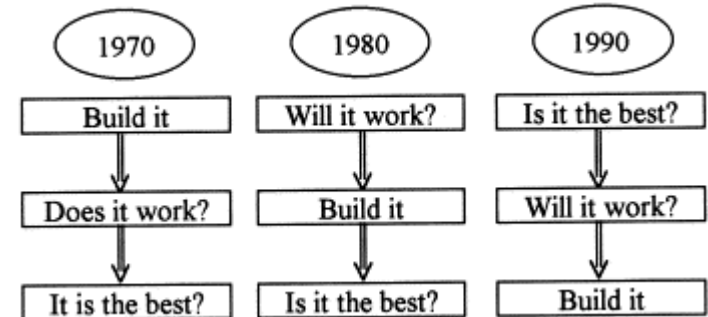 1970 1980 1990
Build it Will it work? Is it the best?
Does it work? Build it Will it work?
It is the best? Is it the best? Build it